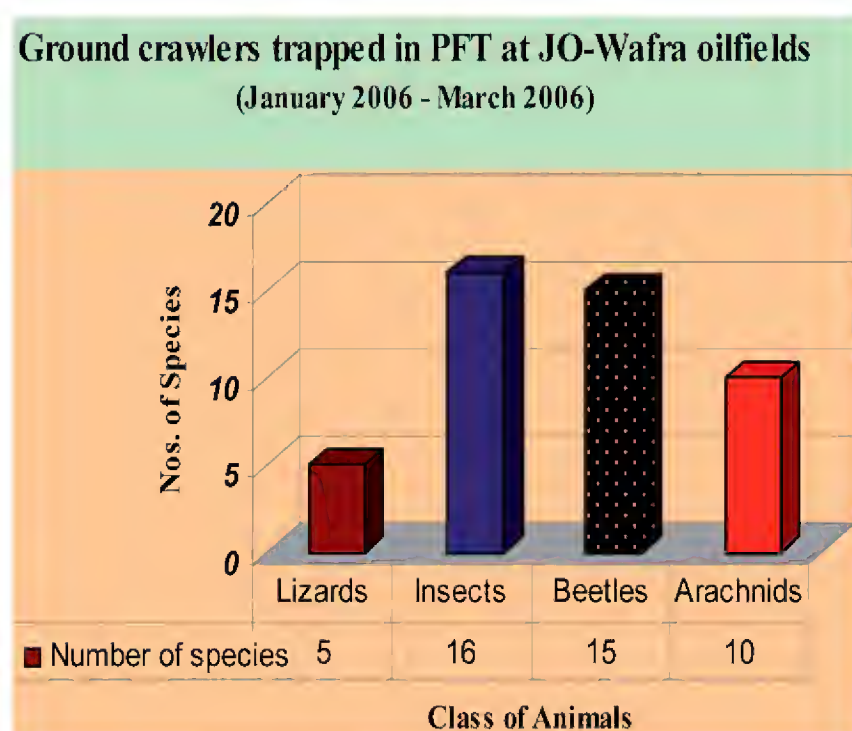 Ground crawlers trapped in PFT at JO-Wafra oilfields
(January 2006 - March 2006)
Nos. of Species
20
15
10
5
0
Lizards Insects Beetles Arachnids
Number of species 5 16 15 10
Class of Animals